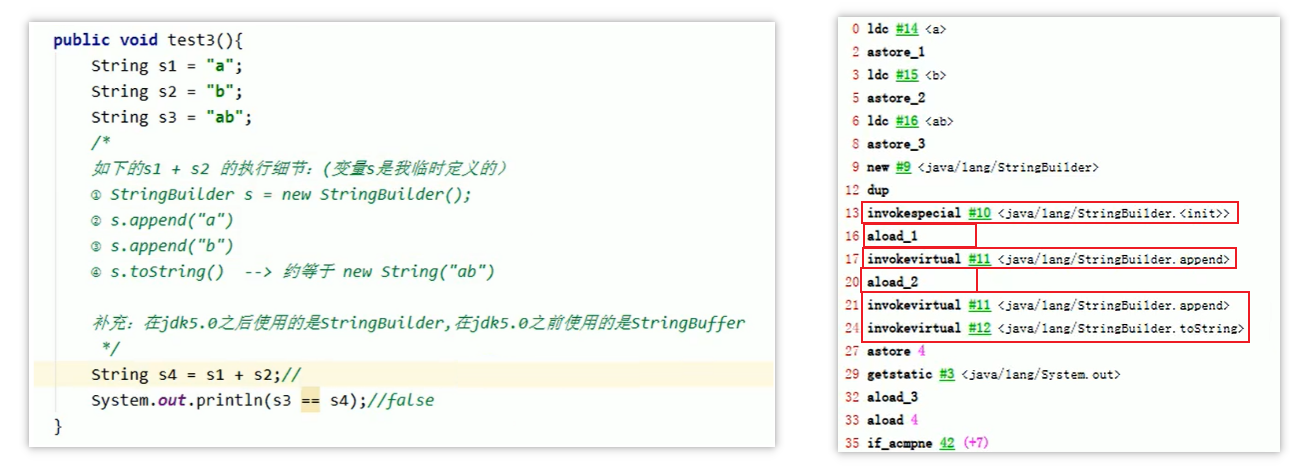 public void test3(){
String s1 = "a";
String s2 = "b";
String s3 = "ab";
/*
如下的s1 + s2 的执行细节：(变量s是我临时定义的）
① StringBuilder s = new StringBuilder();
② s.append("a")
③ s.append("b")
④ s.toString()  --> 约等于 new String("ab")
补充：在jdk5.0之后使用的是StringBuilder,在jdk5.0之前使用的是StringBuffer
*/
String s4 = s1 + s2;//
System.out.println(s3 == s4);//false
}
0 ldc #14 <a>
2 astore_1
3 ldc #15 <b>
5 astore_2
6 ldc #16 <ab>
8 astore_3
9 new #9 <java/lang/StringBuilder>
12 dup
13 invokespecial #10 <java/lang/StringBuilder.<init>>
16 aload_1
17 invokevirtual #11 <java/lang/StringBuilder.append>
20 aload_2
21 invokevirtual #11 <java/lang/StringBuilder.append>
24 invokevirtual #12 <java/lang/StringBuilder.toString>
27 astore 4
29 getstatic #3 <java/lang/System.out>
32 aload_3
33 aload 4
35 if_acmpne 42 (+7)